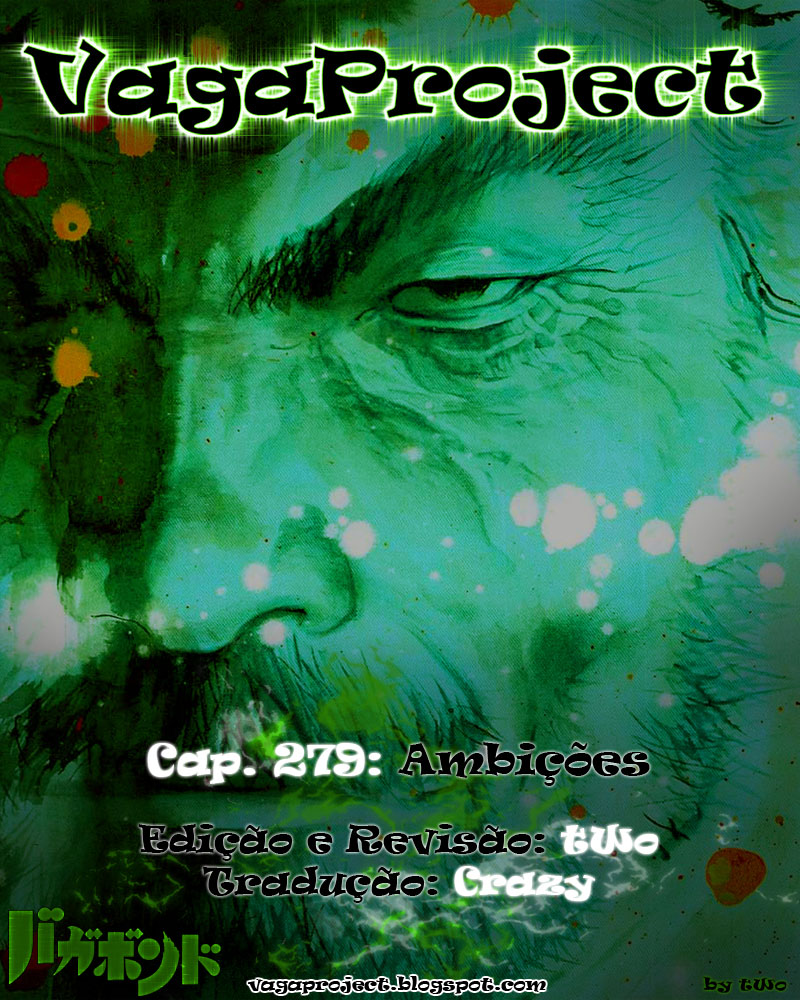 VagaProject
Cap. 279: Ambições
Edição e Revisão: tWo
Tradução: Crazy
バガボンド
vagaproject.blogspot.com
by tWo